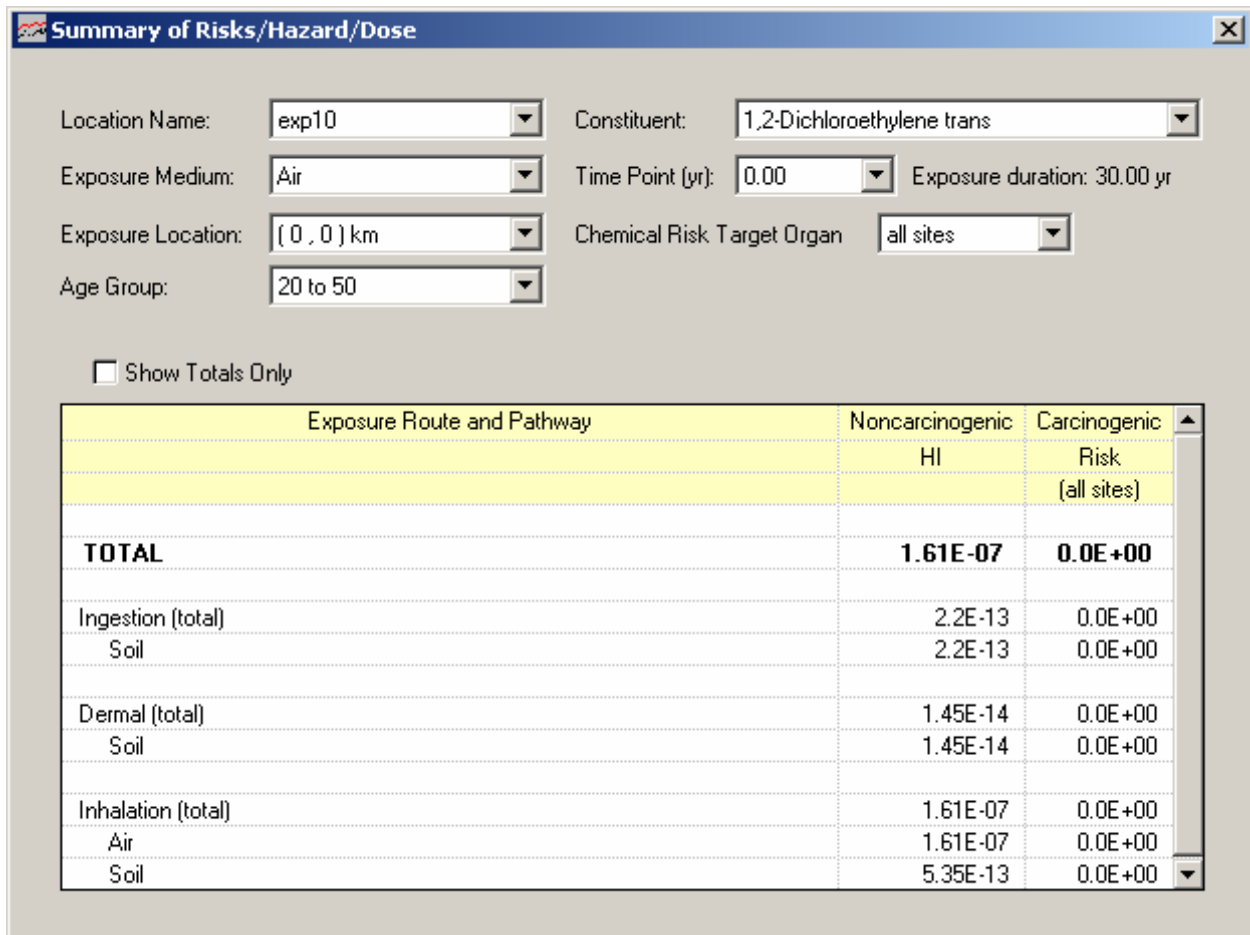 Summary of Risks/Hazard/Dose
Location Name: exp10 Constituent: 1,2-Dichloroethylene trans
Exposure Medium: Air Time Point (yr): 0.00 Exposure duration: 30.00 yr
Exposure Location: ( 0 , 0 ) km Chemical Risk Target Organ all sites
Age Group: 20 to 50
Show Totals Only
Exposure Route and Pathway Noncarcinogenic Carcinogenic
HI Risk
(all sites)
TOTAL 1.61E-07 0.0E+00
Ingestion (total) 2.2E-13 0.0E+00
Soil 2.2E-13 0.0E+00
Dermal (total) 1.45E-14 0.0E+00
Soil 1.45E-14 0.0E+00
Inhalation (total) 1.61E-07 0.0E+00
Air 1.61E-07 0.0E+00
Soil 5.35E-13 0.0E+00